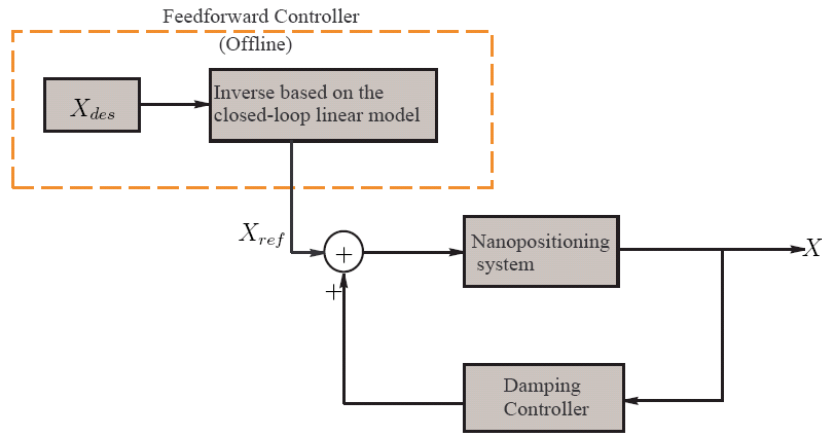 Feedforward Controller
(Offline)
X_des
Inverse based on the
closed-loop linear model
X_ref
+
+
Nanopositioning
system
X
Damping
Controller